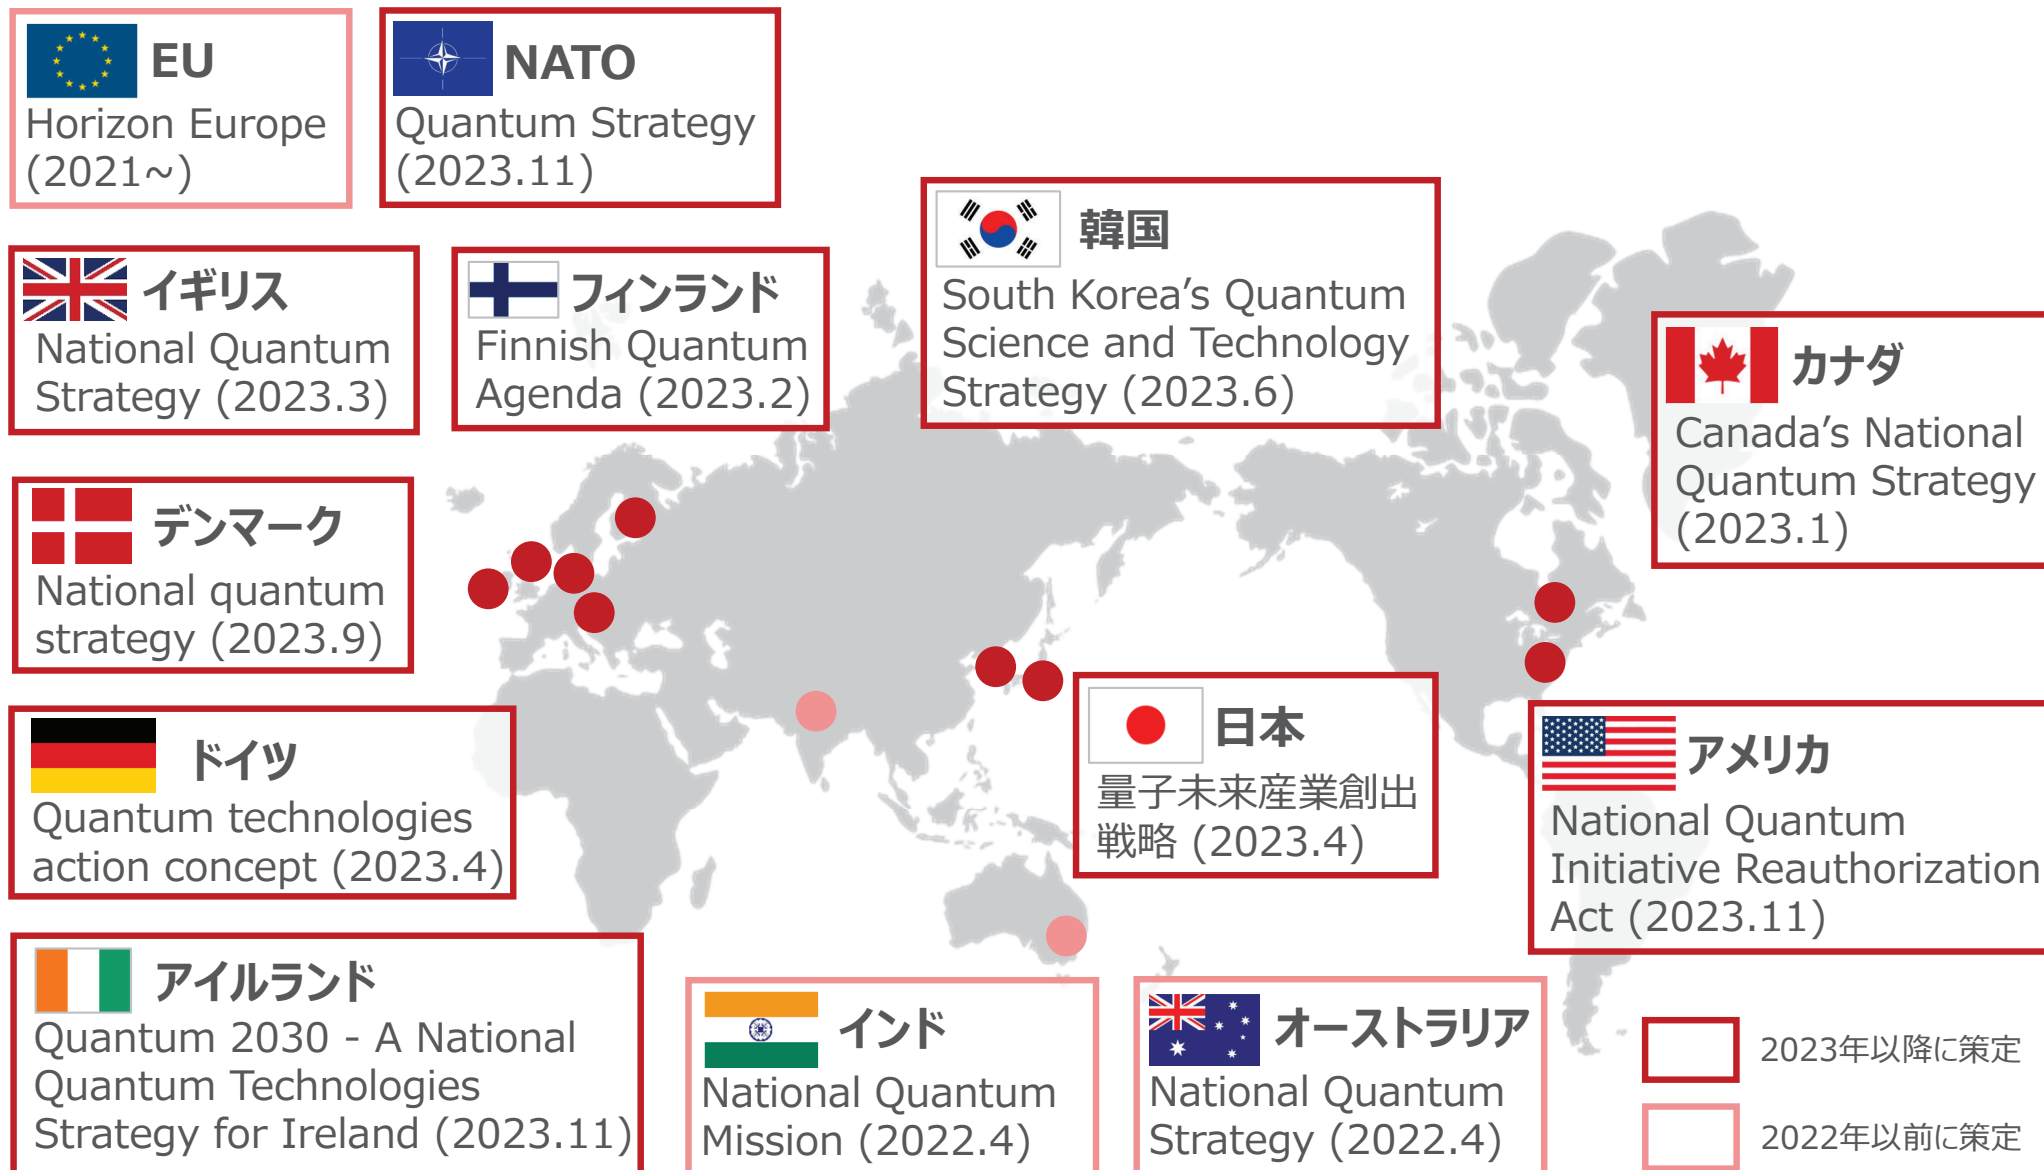 EU
Horizon Europe
(2021~)
NATO
Quantum Strategy
(2023.11)
イギリス
National Quantum
Strategy (2023.3)
フィンランド
Finnish Quantum
Agenda (2023.2)
韓国
South Korea’s Quantum
Science and Technology
Strategy (2023.6)
カナダ
Canada’s National
Quantum Strategy
(2023.1)
デンマーク
National quantum
strategy (2023.9)
ドイツ
Quantum technologies
action concept (2023.4)
日本
量子未来産業創出
戦略 (2023.4)
アメリカ
National Quantum
Initiative Reauthorization
Act (2023.11)
アイルランド
Quantum 2030 - A National
Quantum Technologies
Strategy for Ireland (2023.11)
インド
National Quantum
Mission (2022.4)
オーストラリア
National Quantum
Strategy (2022.4)
2023年以降に策定
2022年以前に策定